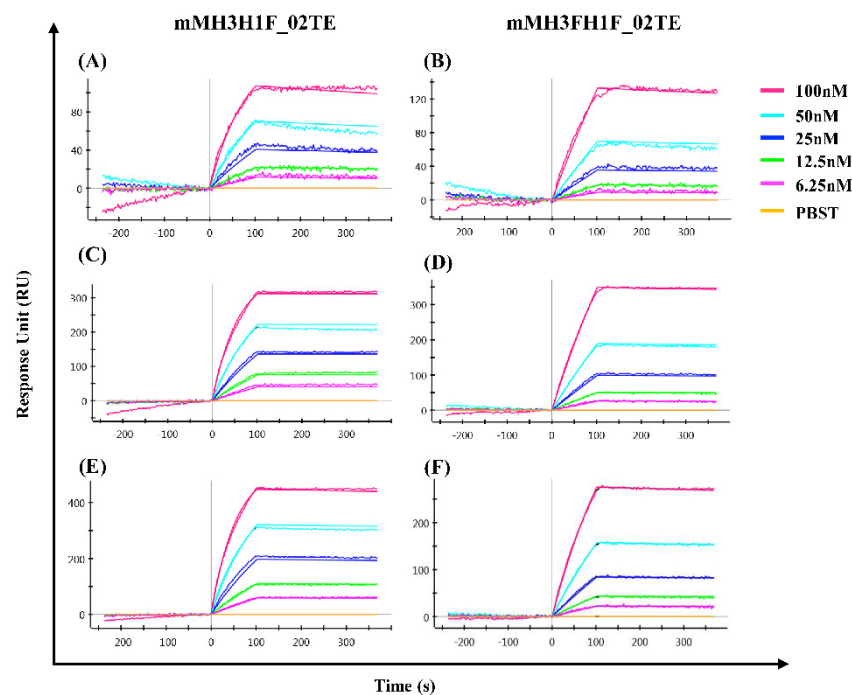 mMH3H1F_02TE
mMH3FH1F_02TE
(A)
80
40
0
-200 -100 0 100 200 300
(B)
120
80
40
0
-200 -100 0 100 200 300
100nM
50nM
25nM
12.5nM
6.25nM
PBST
(C)
300
200
100
0
200 -100 0 100 200 300
(D)
300
200
100
0
-200 -100 0 100 200 300
(E)
400
200
0
-200 -100 0 100 200 300
(F)
200
100
0
-200 -100 0 100 200 300
Response Unit (RU)
Time (s)